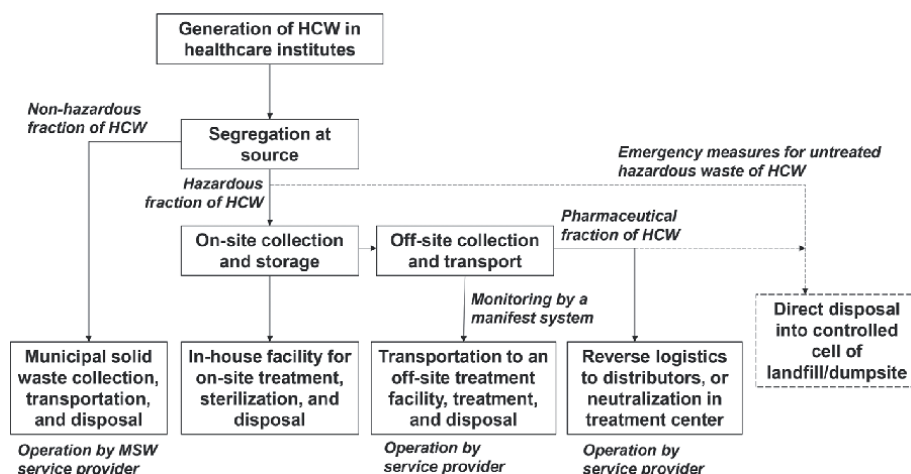 Generation of HCW in
healthcare institutes
Non-hazardous
fraction of HCW
Segregation at
source
Emergency measures for untreated
hazardous waste of HCW
Hazardous
fraction of HCW
Pharmaceutical
fraction of HCW
On-site collection
and storage
Off-site collection
and transport
Monitoring by a
manifest system
Direct disposal
into controlled
cell of
landfill/dumpsite
Municipal solid
waste collection,
transportation,
and disposal
In-house facility for
on-site treatment,
sterilization, and
disposal
Transportation to an
off-site treatment
facility, treatment,
and disposal
Reverse logistics
to distributors, or
neutralization in
treatment center
Operation by MSW
service provider
Operation by
service provider
Operation by
service provider